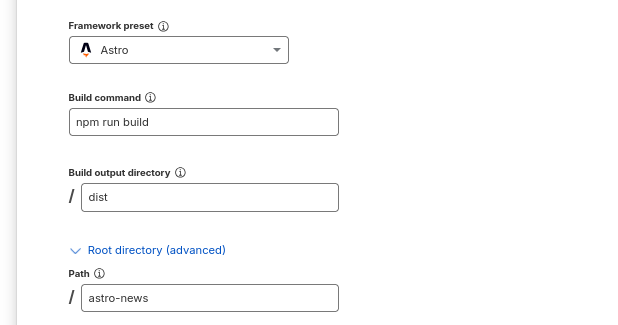 Framework preset
Astro
Build command
npm run build
Build output directory
/ dist
Root directory (advanced)
Path
/ astro-news